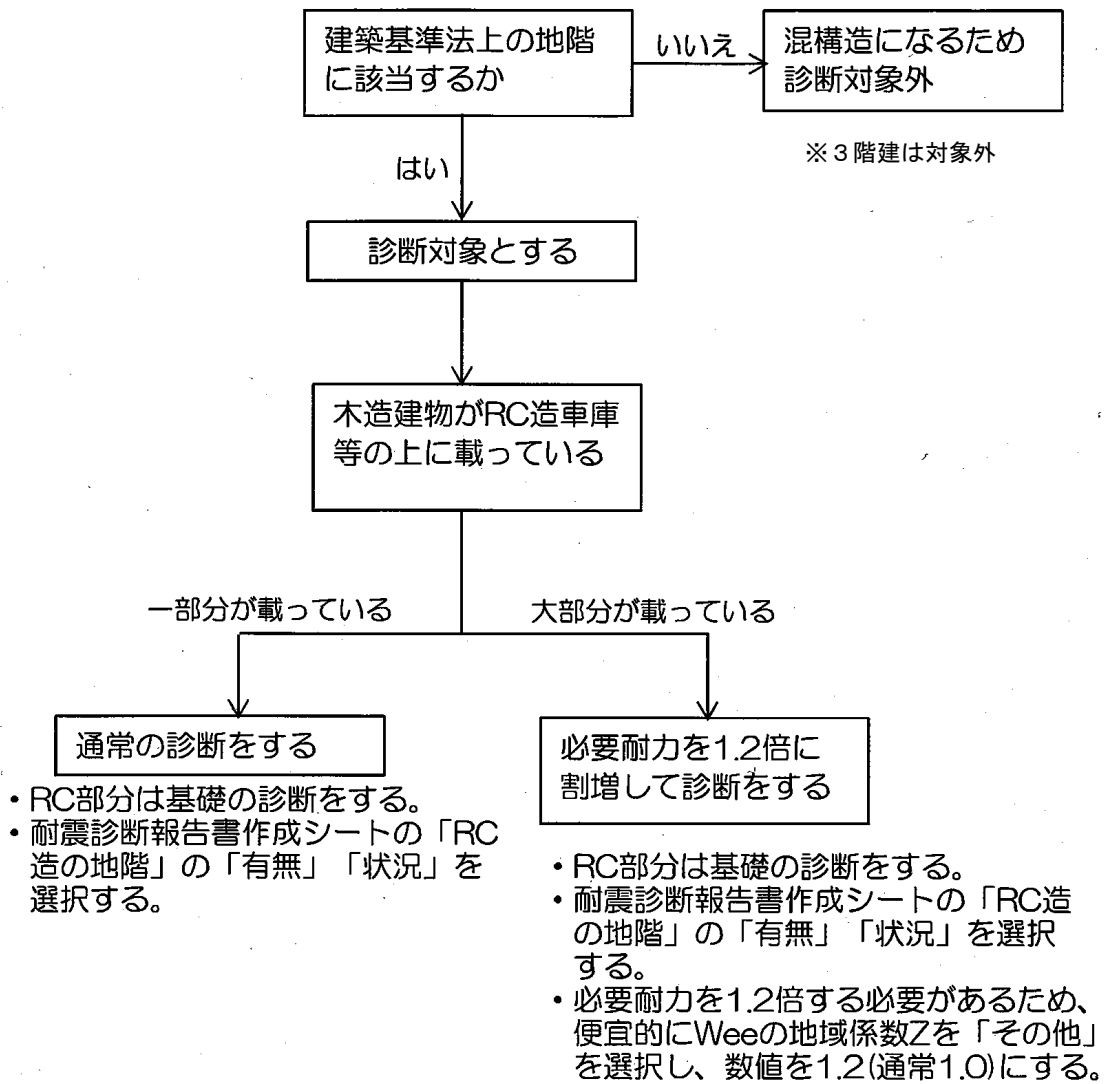 建築基準法上の地階
に該当するか
いいえ
混構造になるため
診断対象外
※３階建は対象外
はい
診断対象とする
木造建物がRC造車庫
等の上に載っている
一部分が載っている
大部分が載っている
通常の診断をする
・RC部分は基礎の診断をする。
・耐震診断報告書作成シートの「RC
造の地階」の「有無」「状況」を
選択する。
必要耐力を1.2倍に
割増して診断をする
・RC部分は基礎の診断をする。
・耐震診断報告書作成シートの「RC造
の地階」の「有無」「状況」を選択
する。
・必要耐力を1.2倍する必要があるため、
便宜的にWeeの地域係数Zを「その他」
を選択し、数値を1.2(通常1.0)にする。